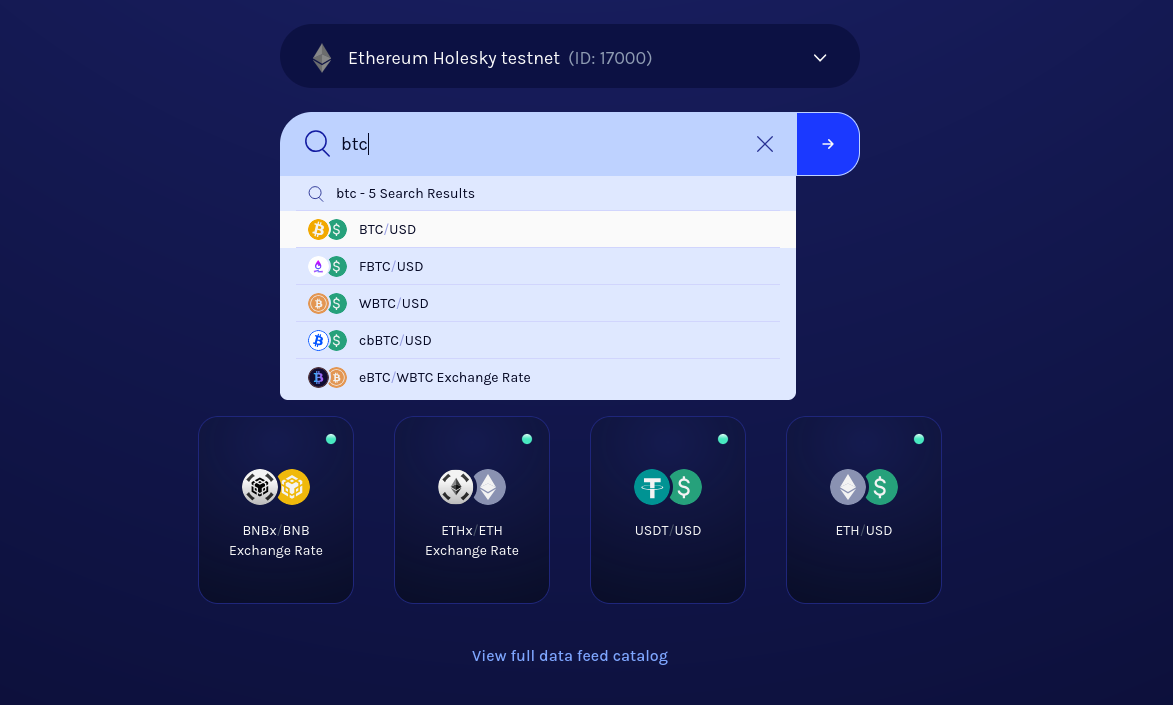 Ethereum Holesky testnet (ID: 17000)
btc
btc - 5 Search Results
BTC/USD
FBTC/USD
WBTC/USD
cbBTC/USD
eBTC/WBTC Exchange Rate
BNBx/BNB
Exchange Rate
ETHx/ETH
Exchange Rate
USDT/USD
ETH/USD
View full data feed catalog